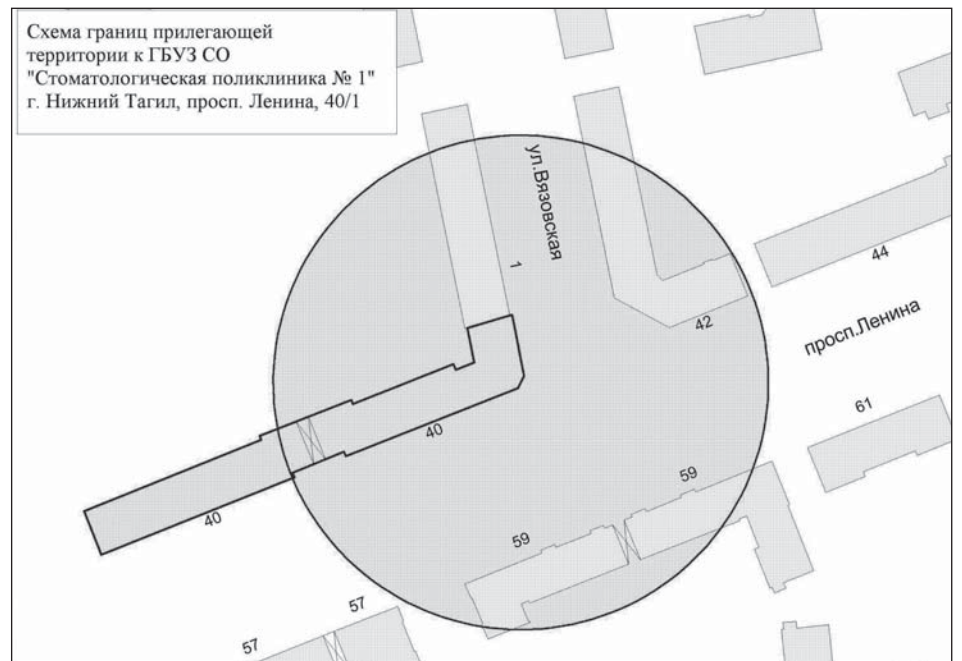 Схема границ прилегающей
территории к ГБУЗ СО
"Стоматологическая поликлиника № 1"
г. Нижний Тагил, просп. Ленина, 40/1
ул.Вязовская
1
44
42
просп.Ленина
61
40
59
40
59
57
57